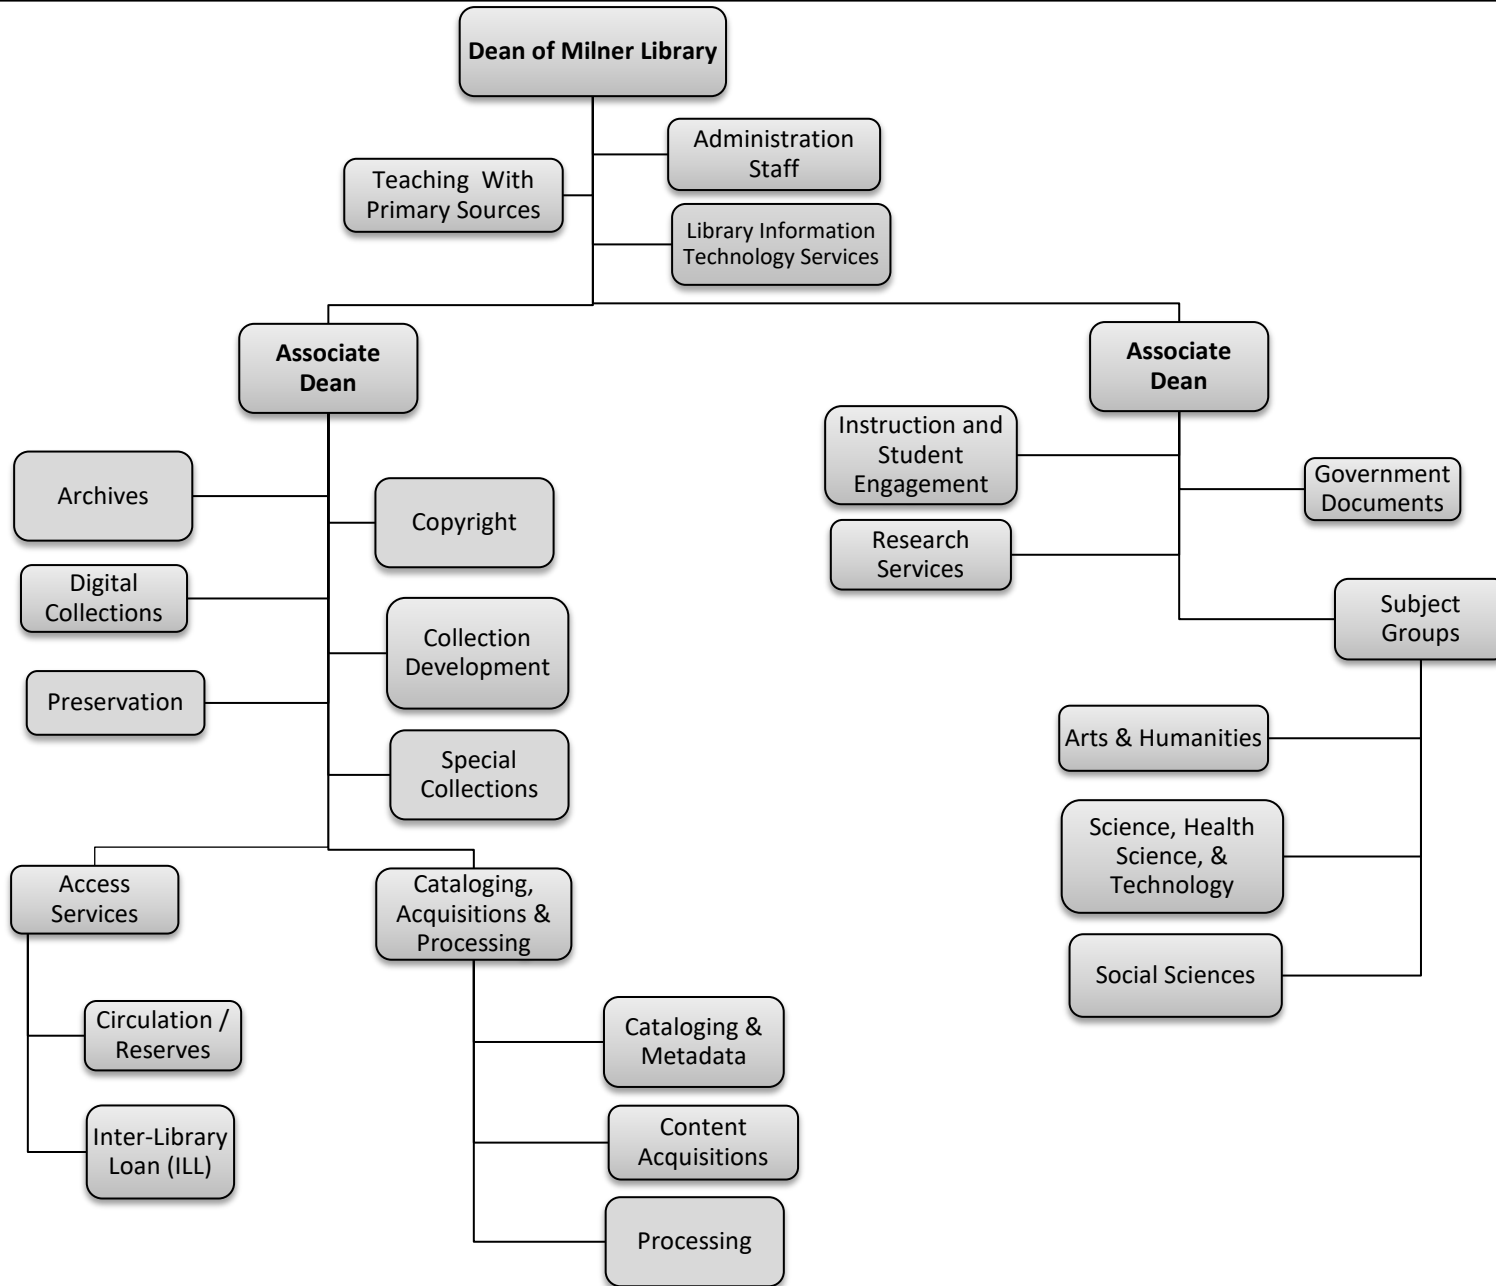 Dean of Milner Library
Administration
Staff
Teaching With
Primary Sources
Library Information
Technology Services
Associate
Dean
Associate
Dean
Archives
Copyright
Digital
Collections
Collection
Development
Preservation
Special
Collections
Access
Services
Cataloging,
Acquisitions &
Processing
Circulation /
Reserves
Inter-Library
Loan (ILL)
Cataloging &
Metadata
Content
Acquisitions
Processing
Instruction and
Student
Engagement
Government
Documents
Research
Services
Subject
Groups
Arts & Humanities
Science, Health
Science, &
Technology
Social Sciences